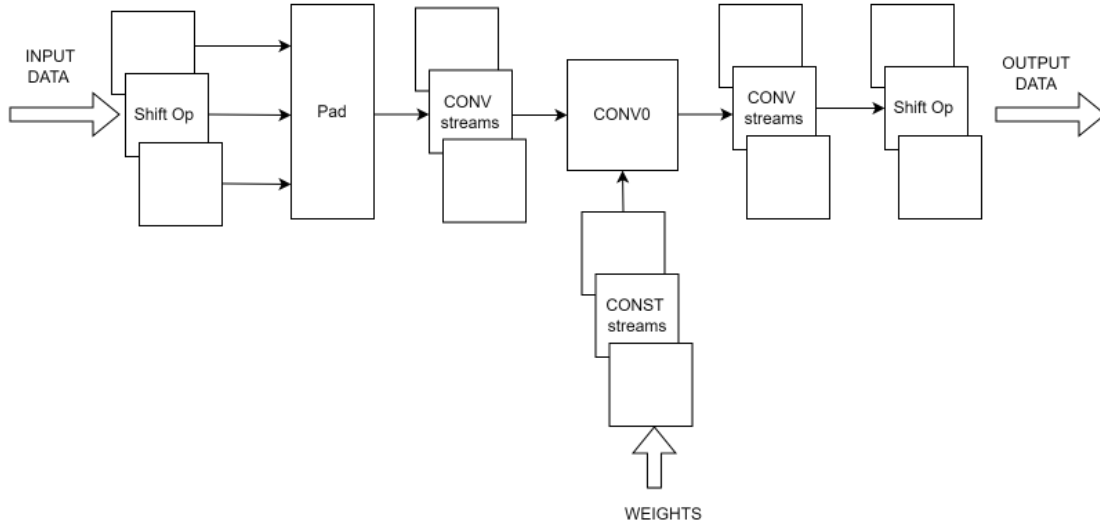 INPUT
DATA
Shift Op
Pad
CONV
streams
CONV0
CONV
streams
Shift Op
OUTPUT
DATA
CONST
streams
WEIGHTS